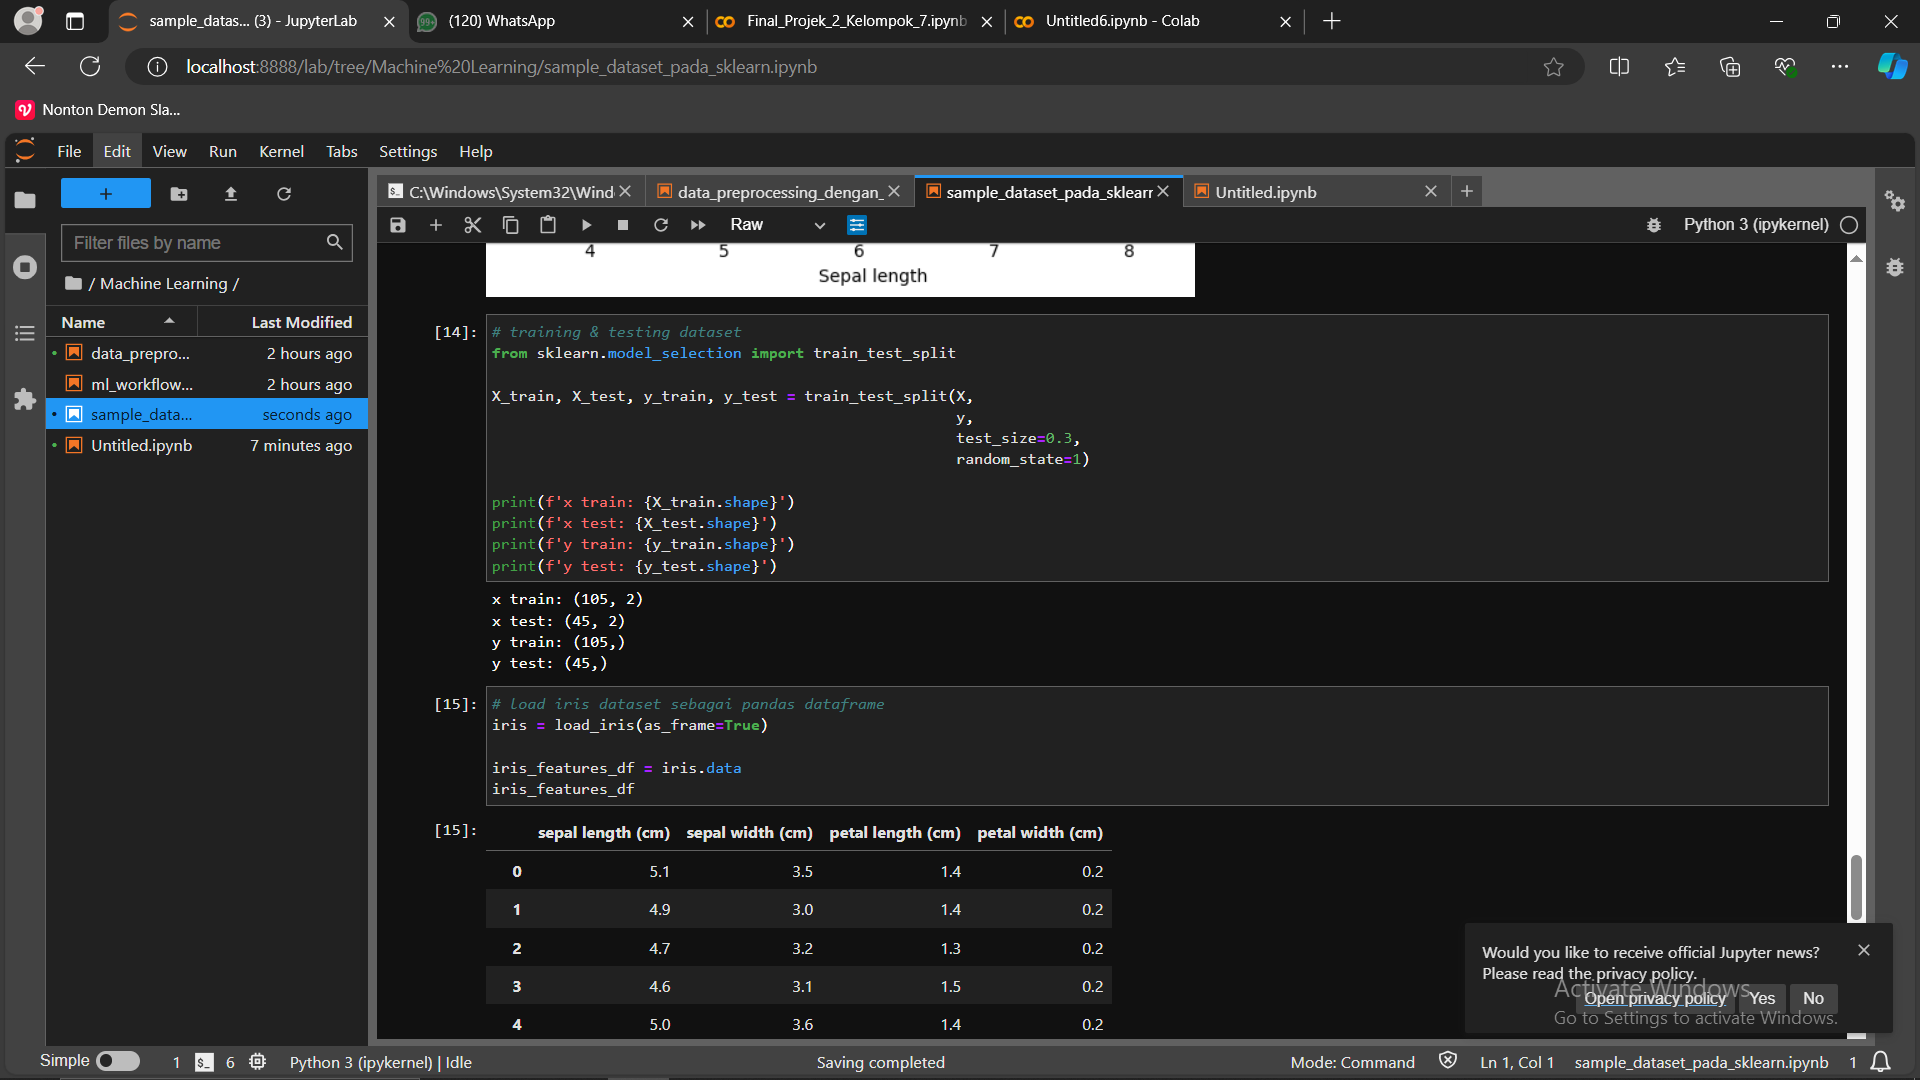 sample_datas... (3) - JupyterLab
99+
(120) WhatsApp
Final_Projek_2_Kelompok_7.ipynb
Untitled6.ipynb - Colab
localhost:8888/lab/tree/Machine%20Learning/sample_dataset_pada_sklearn.ipynb
Nonton Demon Sla...
File Edit View Run Kernel Tabs Settings Help
C:\Windows\System32\Wind
data_preprocessing_dengan_
sample_dataset_pada_sklearr
Untitled.ipynb
Raw
Python 3 (ipykernel)
Filter files by name
/ Machine Learning /
Name Last Modified
data_prepro... 2 hours ago
ml_workflow... 2 hours ago
sample_data... seconds ago
Untitled.ipynb 7 minutes ago
4 5 6 7 8
Sepal length
[14]:
# training & testing dataset
from sklearn.model_selection import train_test_split
X_train, X_test, y_train, y_test = train_test_split(X,
y,
test_size=0.3,
random_state=1)
print(f'x train: {X_train.shape}')
print(f'x test: {X_test.shape}')
print(f'y train: {y_train.shape}')
print(f'y test: {y_test.shape}')
x train: (105, 2)
x test: (45, 2)
y train: (105,)
y test: (45,)
[15]:
# load iris dataset sebagai pandas dataframe
iris = load_iris(as_frame=True)
iris_features_df = iris.data
iris_features_df
[15]:
sepal length (cm) sepal width (cm) petal length (cm) petal width (cm)
0 5.1 3.5 1.4 0.2
1 4.9 3.0 1.4 0.2
2 4.7 3.2 1.3 0.2
3 4.6 3.1 1.5 0.2
4 5.0 3.6 1.4 0.2
Would you like to receive official Jupyter news?
Please read the privacy policy.
Open privacy policy Yes No
Activate Windows
Go to Settings to activate Windows.
Simple 1 6 Python 3 (ipykernel) | Idle
Saving completed
Mode: Command Ln 1, Col 1 sample_dataset_pada_sklearn.ipynb 1